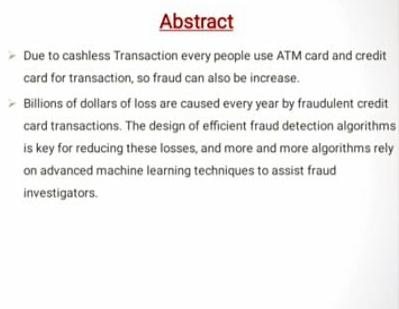 Abstract
Due to cashless Transaction every people use ATM card and credit
card for transaction, so fraud can also be increase.
Billions of dollars of loss are caused every year by fraudulent credit
card transactions. The design of efficient fraud detection algorithms
is key for reducing these losses, and more and more algorithms rely
on advanced machine learning techniques to assist fraud
investigators.